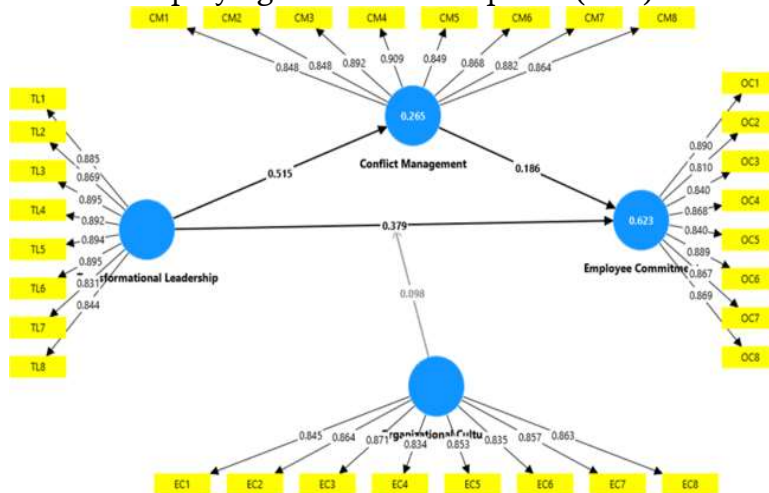 CM1 CM2 CM3 CM4 CM5 CM6 CM7 CM8
0.848 0.848 0.892 0.909 0.849 0.868 0.882 0.864
0.265
Conflict Management
TL1
TL2
TL3
TL4
TL5
TL6
TL7
TL8
0.885
0.869
0.895
0.892
0.894
0.895
0.831
0.844
formational Leadership
0.515
0.186
0.379
0.098
OC1
OC2
OC3
OC4
OC5
OC6
OC7
OC8
0.890
0.810
0.840
0.868
0.840
0.889
0.867
0.869
0.623
Employee Commitme
ganizational Cultu
0.845 0.864 0.871 0.834 0.853 0.835 0.857 0.863
EC1 EC2 EC3 EC4 EC5 EC6 EC7 EC8